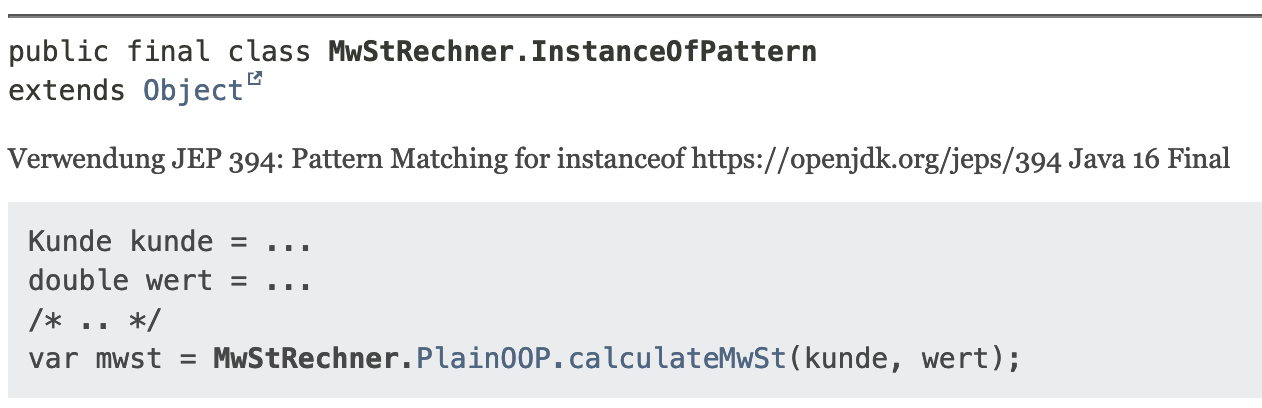 public final class MwStRechner.InstanceOfPattern
extends Object
Verwendung JEP 394: Pattern Matching for instanceof https://openjdk.org/jeps/394 Java 16 Final
Kunde kunde = ...
double wert = ...
/* .. */
var mwst = MwStRechner.PlainOOP.calculateMwSt(kunde, wert);